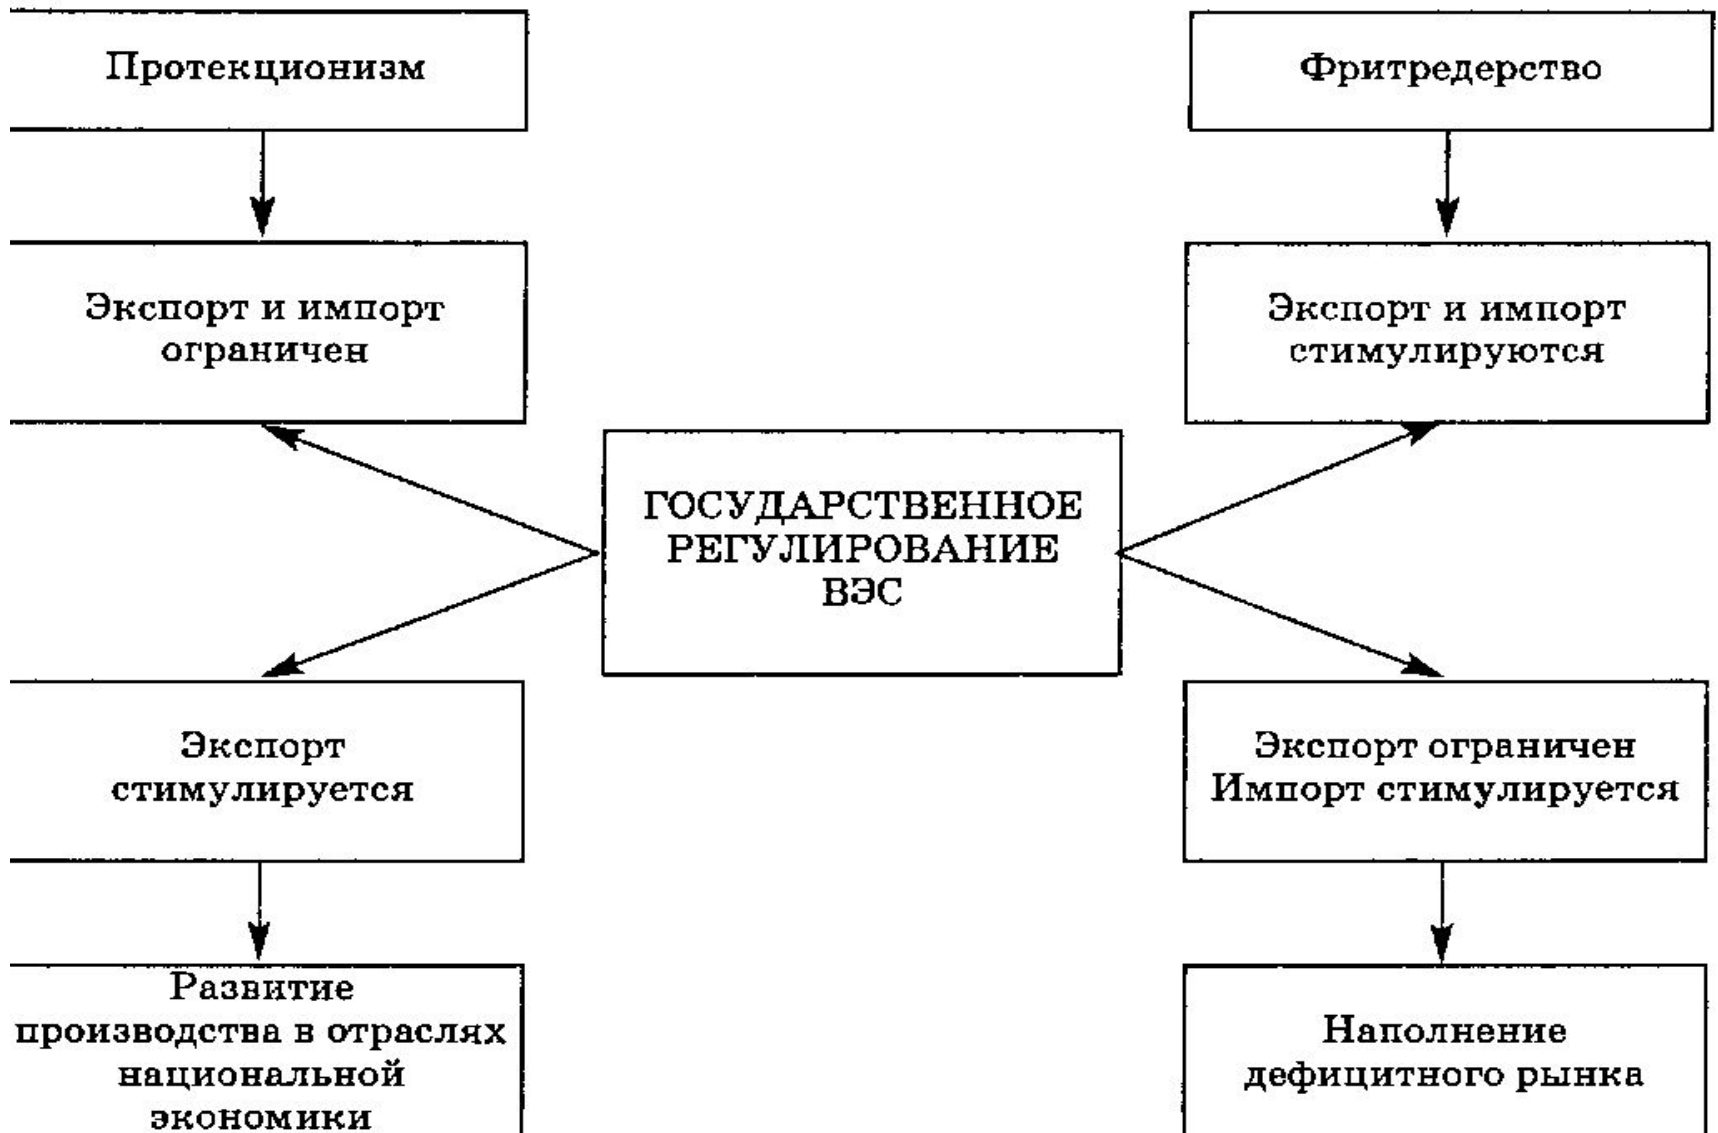 Протекционизм
Фритредерство
Экспорт и импорт
ограничен
Экспорт и импорт
стимулируются
ГОСУДАРСТВЕННОЕ
РЕГУЛИРОВАНИЕ
ВЭС
Экспорт
стимулируется
Экспорт ограничен
Импорт стимулируется
Развитие
производства в отраслях
национальной
экономики
Наполнение
дефицитного рынка